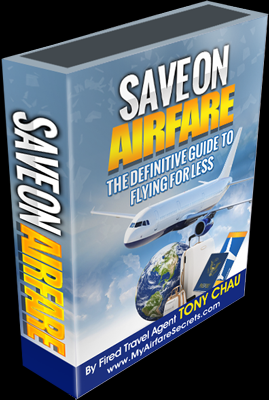 SAVE ON
AIRFARE
THE DEFINITIVE GUIDE TO
FLYING FOR LESS
By Fired Travel Agent TONY CHAU
www.MyAirfareSecrets.com
SAVE ON AIRFARE